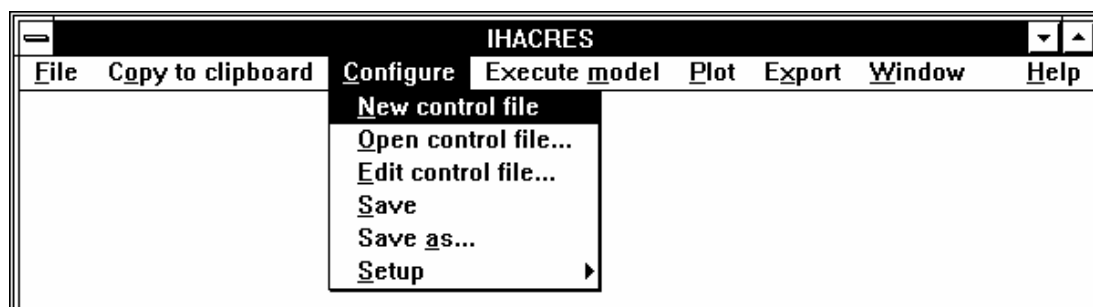 IHACRES
File Copy to clipboard Configure Execute model Plot Export Window Help
New control file
Open control file...
Edit control file...
Save
Save as...
Setup